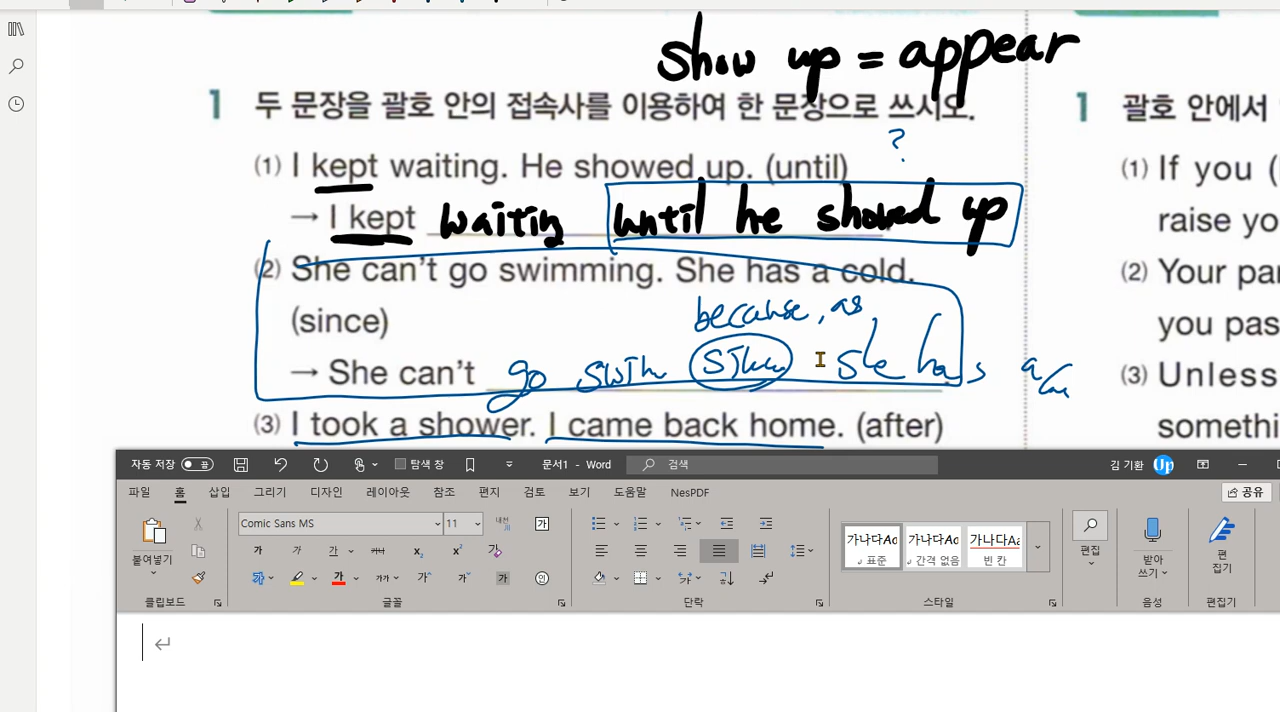 show up = appear
1 두 문장을 괄호 안의 접속사를 이용하여 한 문장으로 쓰시오.
?
(1) I kept waiting. He showed up. (until)
→ I kept waiting until he showed up
(2) She can't go swimming. She has a cold.
(since)
because, as
→ She can't go swim since she has a
(3) I took a shower. I came back home. (after)
1 괄호 안에서
(1) If you (
raise yo
(2) Your par
you pas
(3) Unless
somethi
자동 저장 문서1 - Word 검색 김 기환 Up
탐색 창
파일 홈 삽입 그리기 디자인 레이아웃 참조 편지 검토 보기 도움말 NesPDF 공유
붙여넣기 Comic Sans MS 11 가나다Aa 가나다Aa 가나다Aa
표준 간격 없음 빈 칸
편집 받아쓰기 편집기
클립보드 글꼴 단락 스타일 음성 편집기